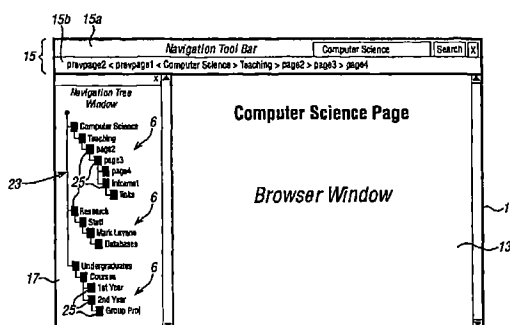 15b
15a
15
Navigation Tool Bar
Computer Science
Search
X
prevpage2 < prevpage1 < Computer Science > Teaching > page2 > page3 > page4
x
Navigation Tree
Window
Computer Science
Teaching
page2
6
page3
page4
25
Internet
links
23
Research
Staff
6
Mark Levene
Databases
Undergraduates
17
Courses
6
1st Year
25
2nd Year
Group Proj
Computer Science Page
Browser Window
1
13